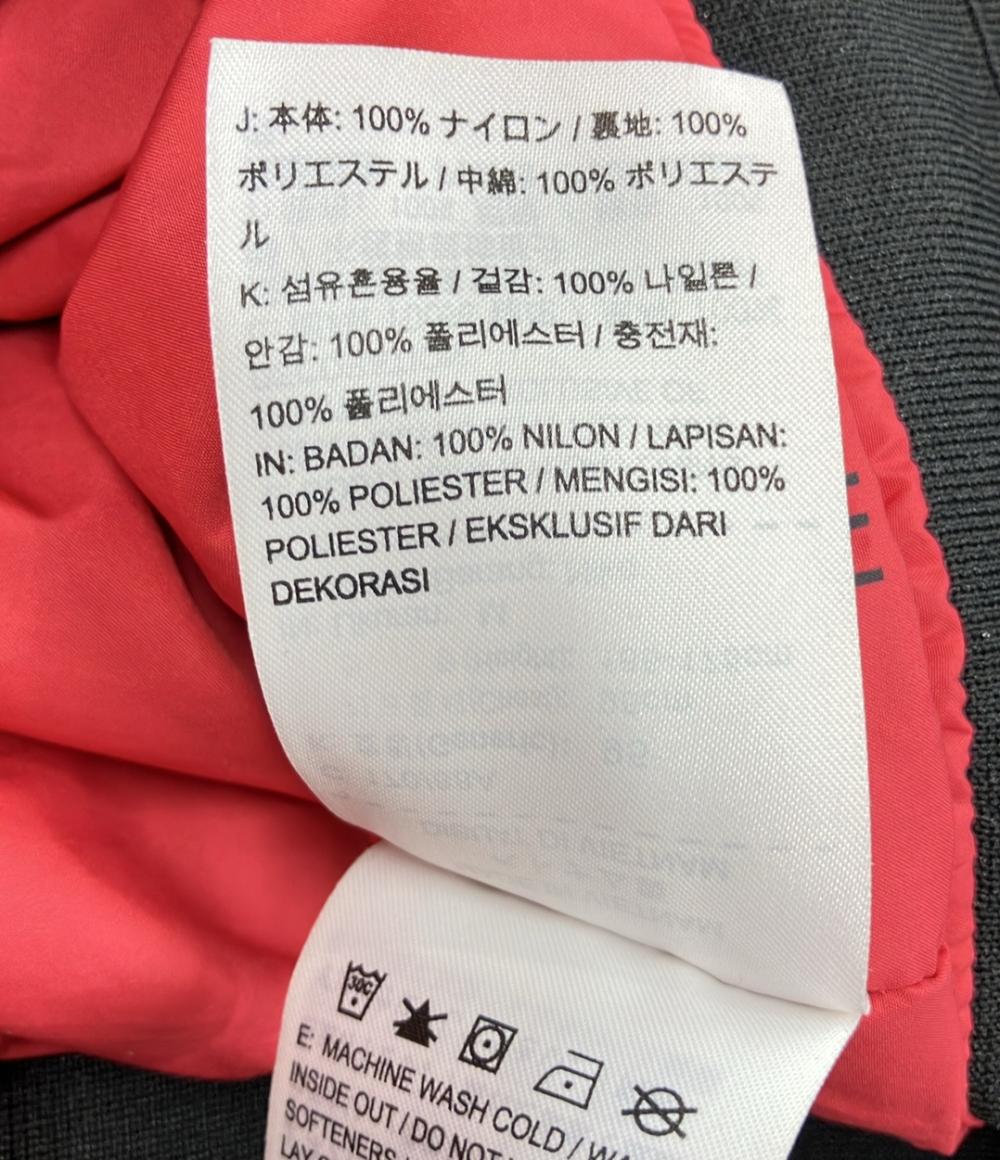 J: 本体: 100% ナイロン / 裏地: 100%
ポリエステル / 中綿: 100% ポリエステ
ル
K: 섬유혼용율 / 겉감: 100% 나일론 /
안감: 100% 폴리에스터 / 충전재:
100% 폴리에스터
IN: BADAN: 100% NILON / LAPISAN:
100% POLIESTER / MENGISI: 100%
POLIESTER / EKSKLUSIF DARI
DEKORASI
30C
E: MACHINE WASH COLD /
INSIDE OUT / DO NOT
SOFTENERS
LAY